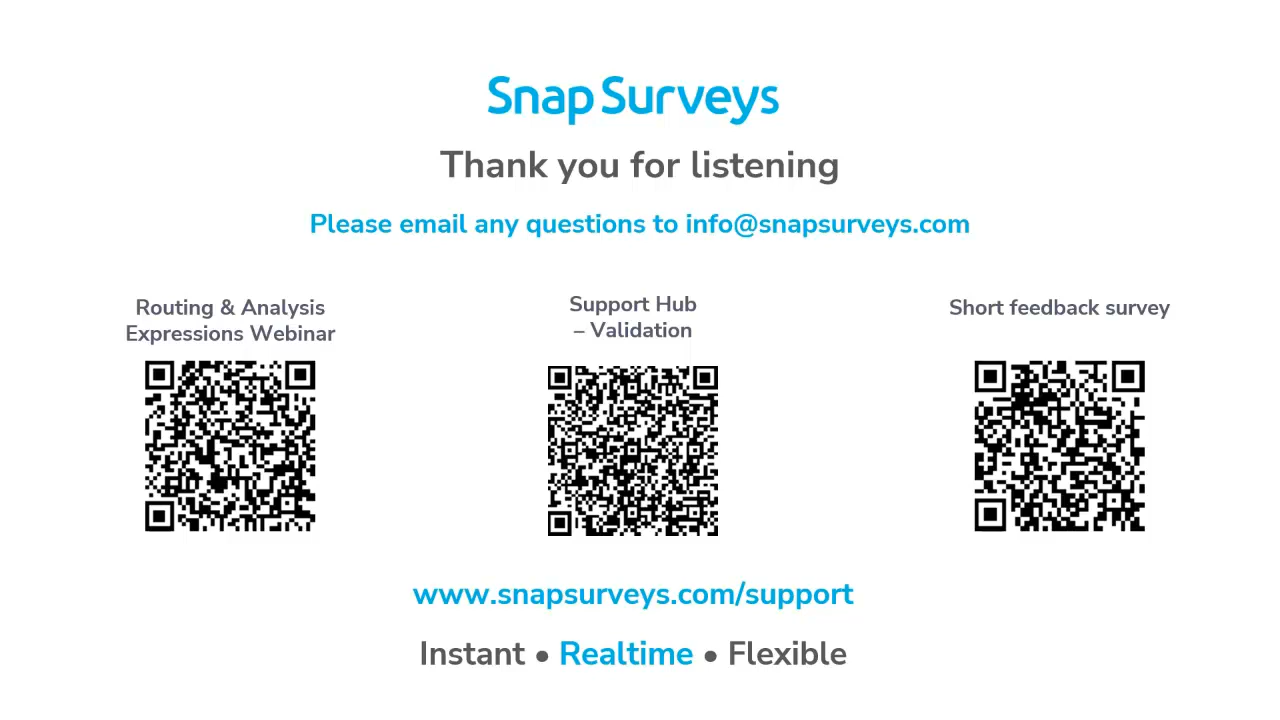 Snap Surveys
Thank you for listening
Please email any questions to info@snapsurveys.com
Routing & Analysis
Expressions Webinar
Support Hub
– Validation
Short feedback survey
www.snapsurveys.com/support
Instant • Realtime • Flexible